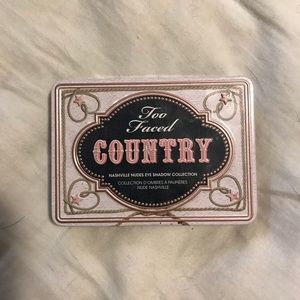 Too
Faced
COUNTRY
NASHVILLE NUDES EYE SHADOW COLLECTION
COLLECTION D'OMBRES À PAUPIÈRES
NUDE NASHVILLE